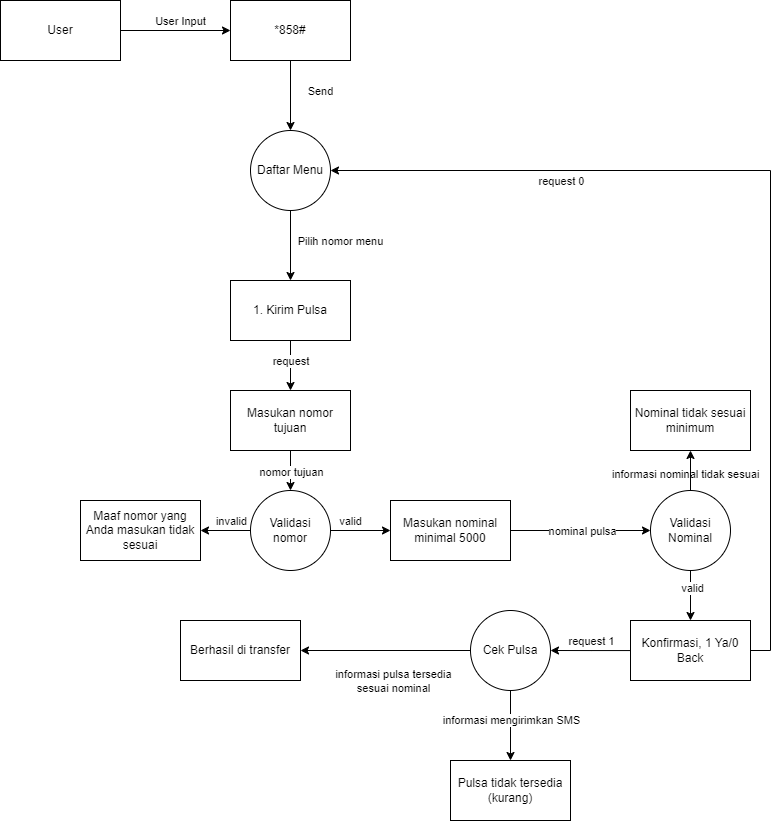 User
User Input
*858#
Send
Daftar Menu
request 0
Pilih nomor menu
1. Kirim Pulsa
request
Masukan nomor
tujuan
Nominal tidak sesuai
minimum
nomor tujuan
informasi nominal tidak sesuai
Maaf nomor yang
Anda masukan tidak
sesuai
invalid
Validasi
nomor
valid
Masukan nominal
minimal 5000
nominal pulsa
Validasi
Nominal
valid
Berhasil di transfer
informasi pulsa tersedia
sesuai nominal
Cek Pulsa
request 1
Konfirmasi, 1 Ya/0
Back
informasi mengirimkan SMS
Pulsa tidak tersedia
(kurang)